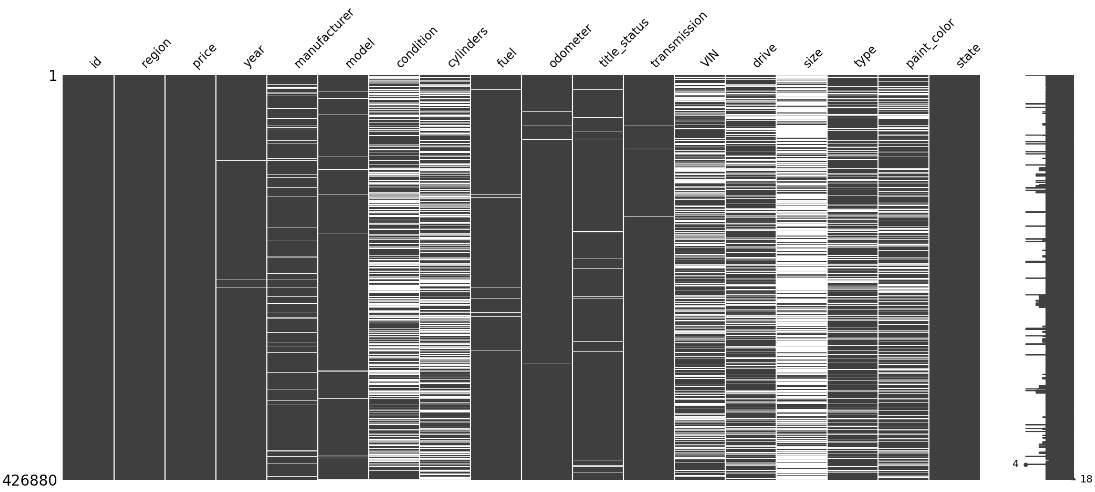 id region price year manufacturer model condition cylinders fuel odometer title_status transmission VIN drive size type paint_color state
1
4
426880 18